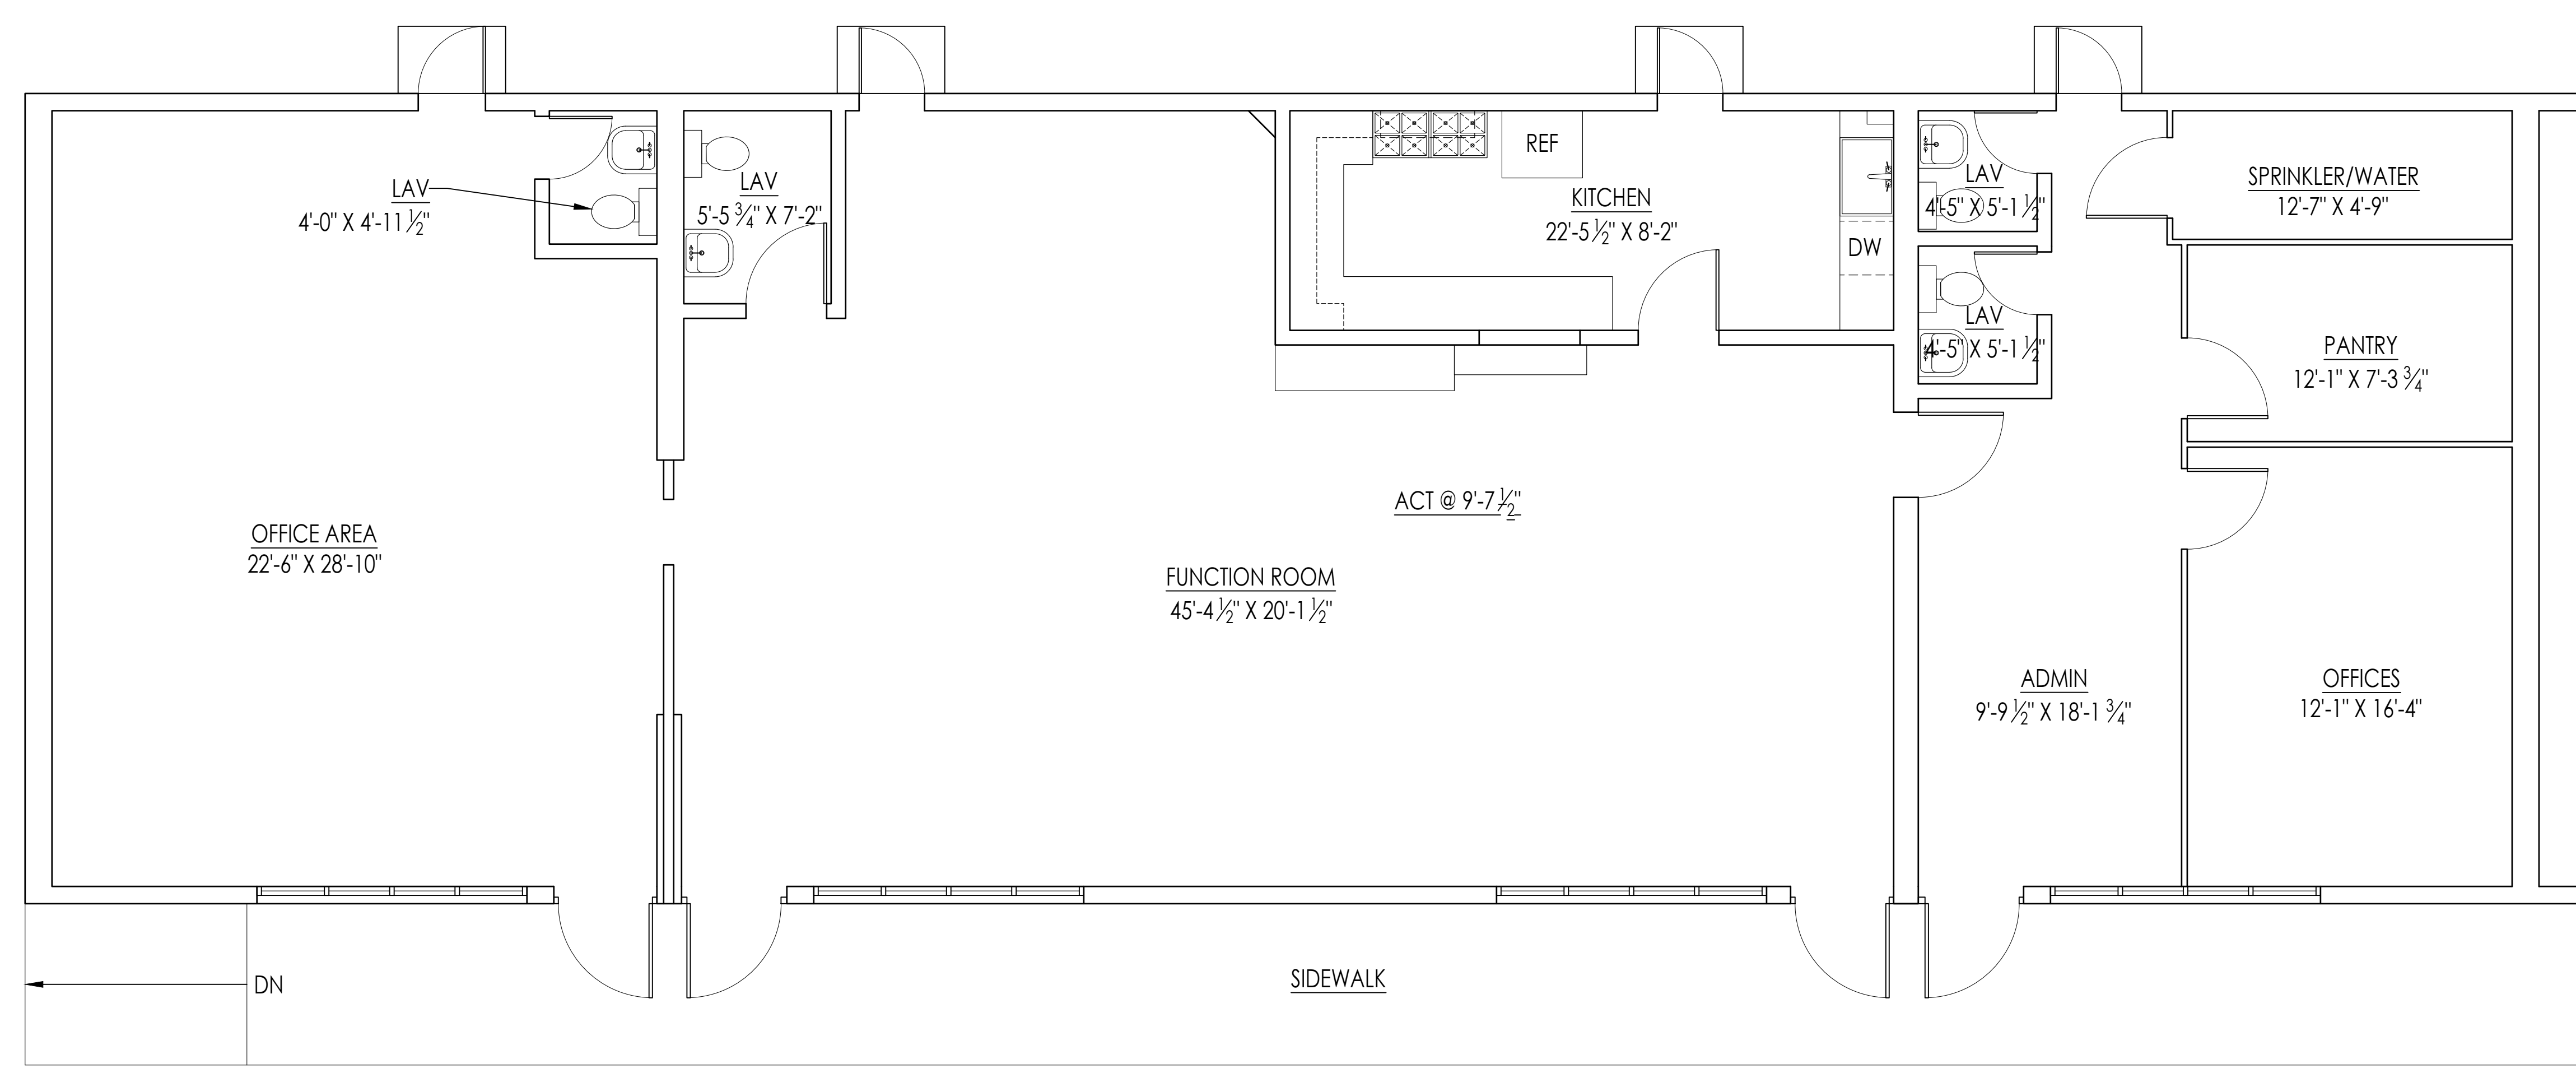 LAV
4'-0" X 4'-11 1/2"
LAV
5'-5 3/4" X 7'-2"
REF
KITCHEN
22'-5 1/2" X 8'-2"
DW
LAV
4'-5" X 5'-1 1/2"
SPRINKLER/WATER
12'-7" X 4'-9"
LAV
4'-5" X 5'-1 1/2"
PANTRY
12'-1" X 7'-3 3/4"
OFFICE AREA
22'-6" X 28'-10"
ACT @ 9'-7 1/2"
FUNCTION ROOM
45'-4 1/2" X 20'-1 1/2"
ADMIN
9'-9 1/2" X 18'-1 3/4"
OFFICES
12'-1" X 16'-4"
DN
SIDEWALK